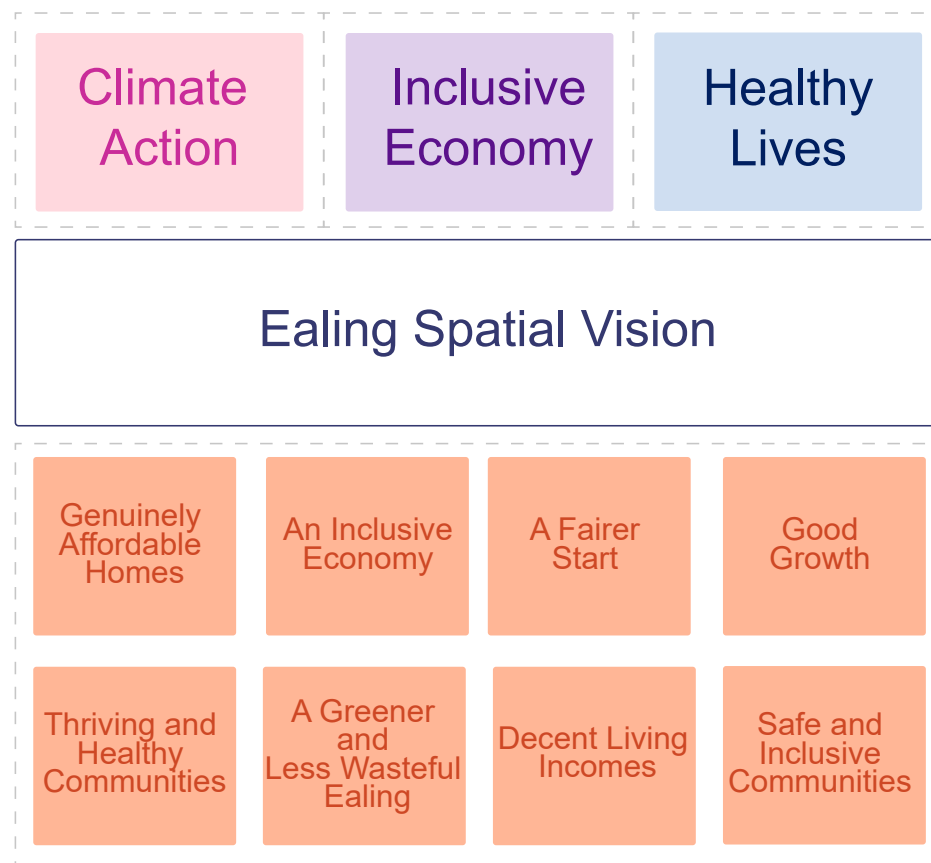 Climate
Action
Inclusive
Economy
Healthy
Lives
Ealing Spatial Vision
Genuinely
Affordable
Homes
An Inclusive
Economy
A Fairer
Start
Good
Growth
Thriving and
Healthy
Communities
A Greener
and
Less Wasteful
Ealing
Decent Living
Incomes
Safe and
Inclusive
Communities